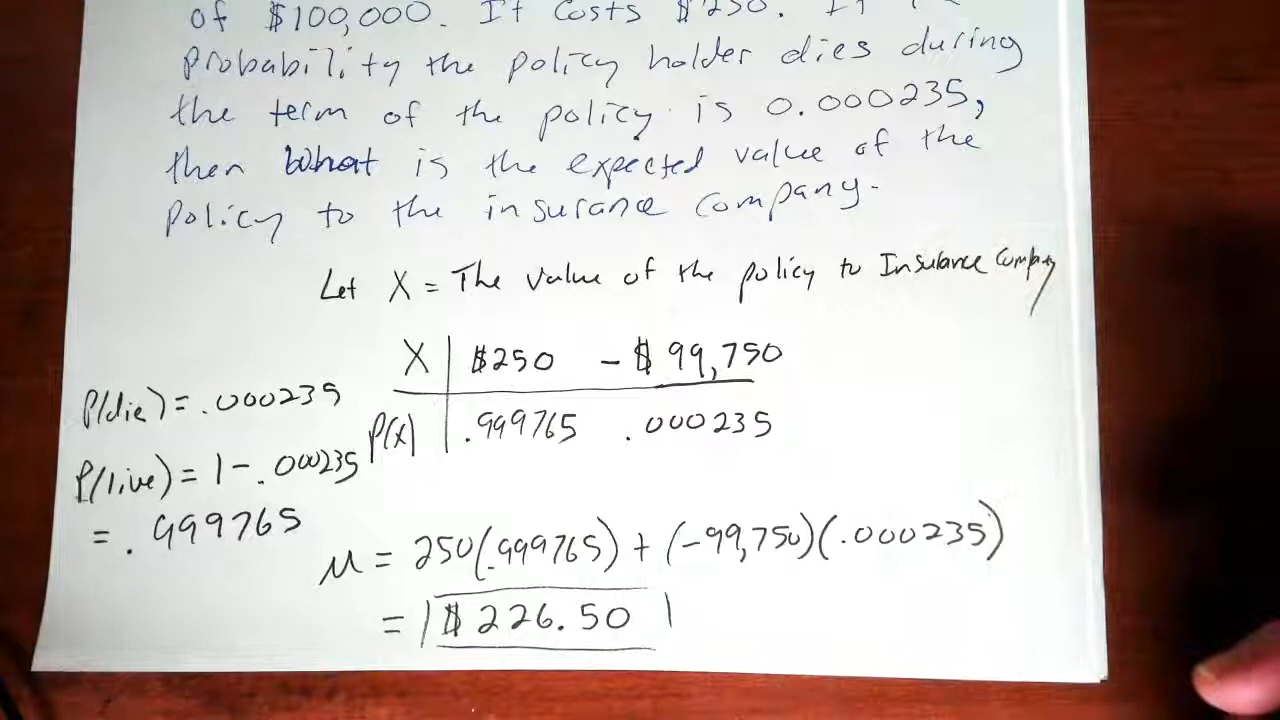 of $100,000. It costs $250. If
Probability the policy holder dies during
the term of the policy is 0.000235,
then what is the expected value of the
Policy to the insurance company.
Let X = The value of the policy to Insurance Company
X $250 -$99,750
P(die) = .000235
P(x) .999765 .000235
P(live) = 1 - .000235
= .999765
μ = 250(.999765) + (-99,750)(.000235)
= $226.50